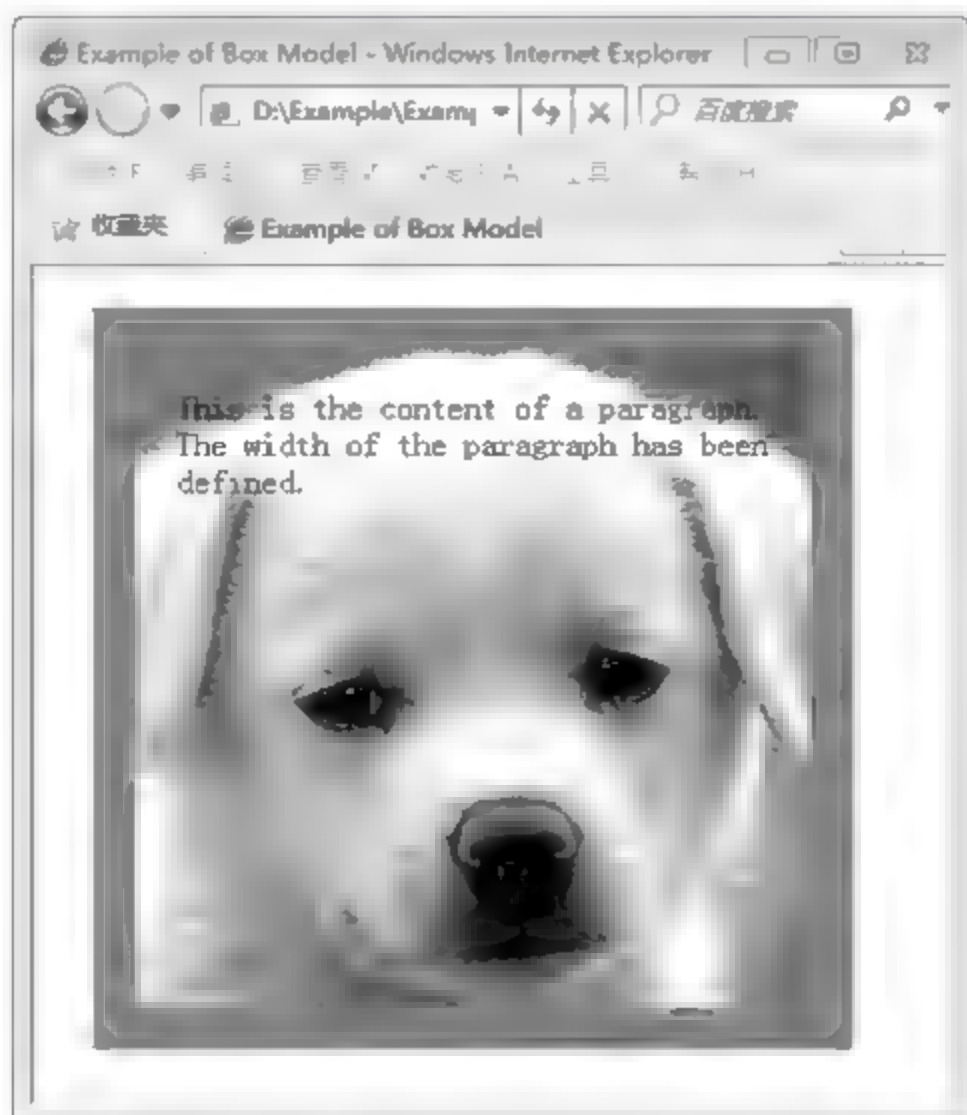 Example of Box Model - Windows Internet Explorer
D:\Example\Examp 百度搜索
收藏夹 Example of Box Model
This is the content of a paragraph.
The width of the paragraph has been
defined.